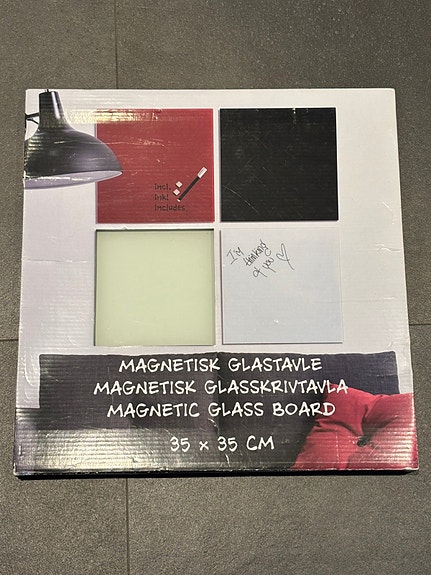 Incl.
Inkl
Includes.
I'm
thinking
of you
MAGNETISK GLASTAVLE
MAGNETISK GLASSKRIVTAVLA
MAGNETIC GLASS BOARD
35 x 35 CM